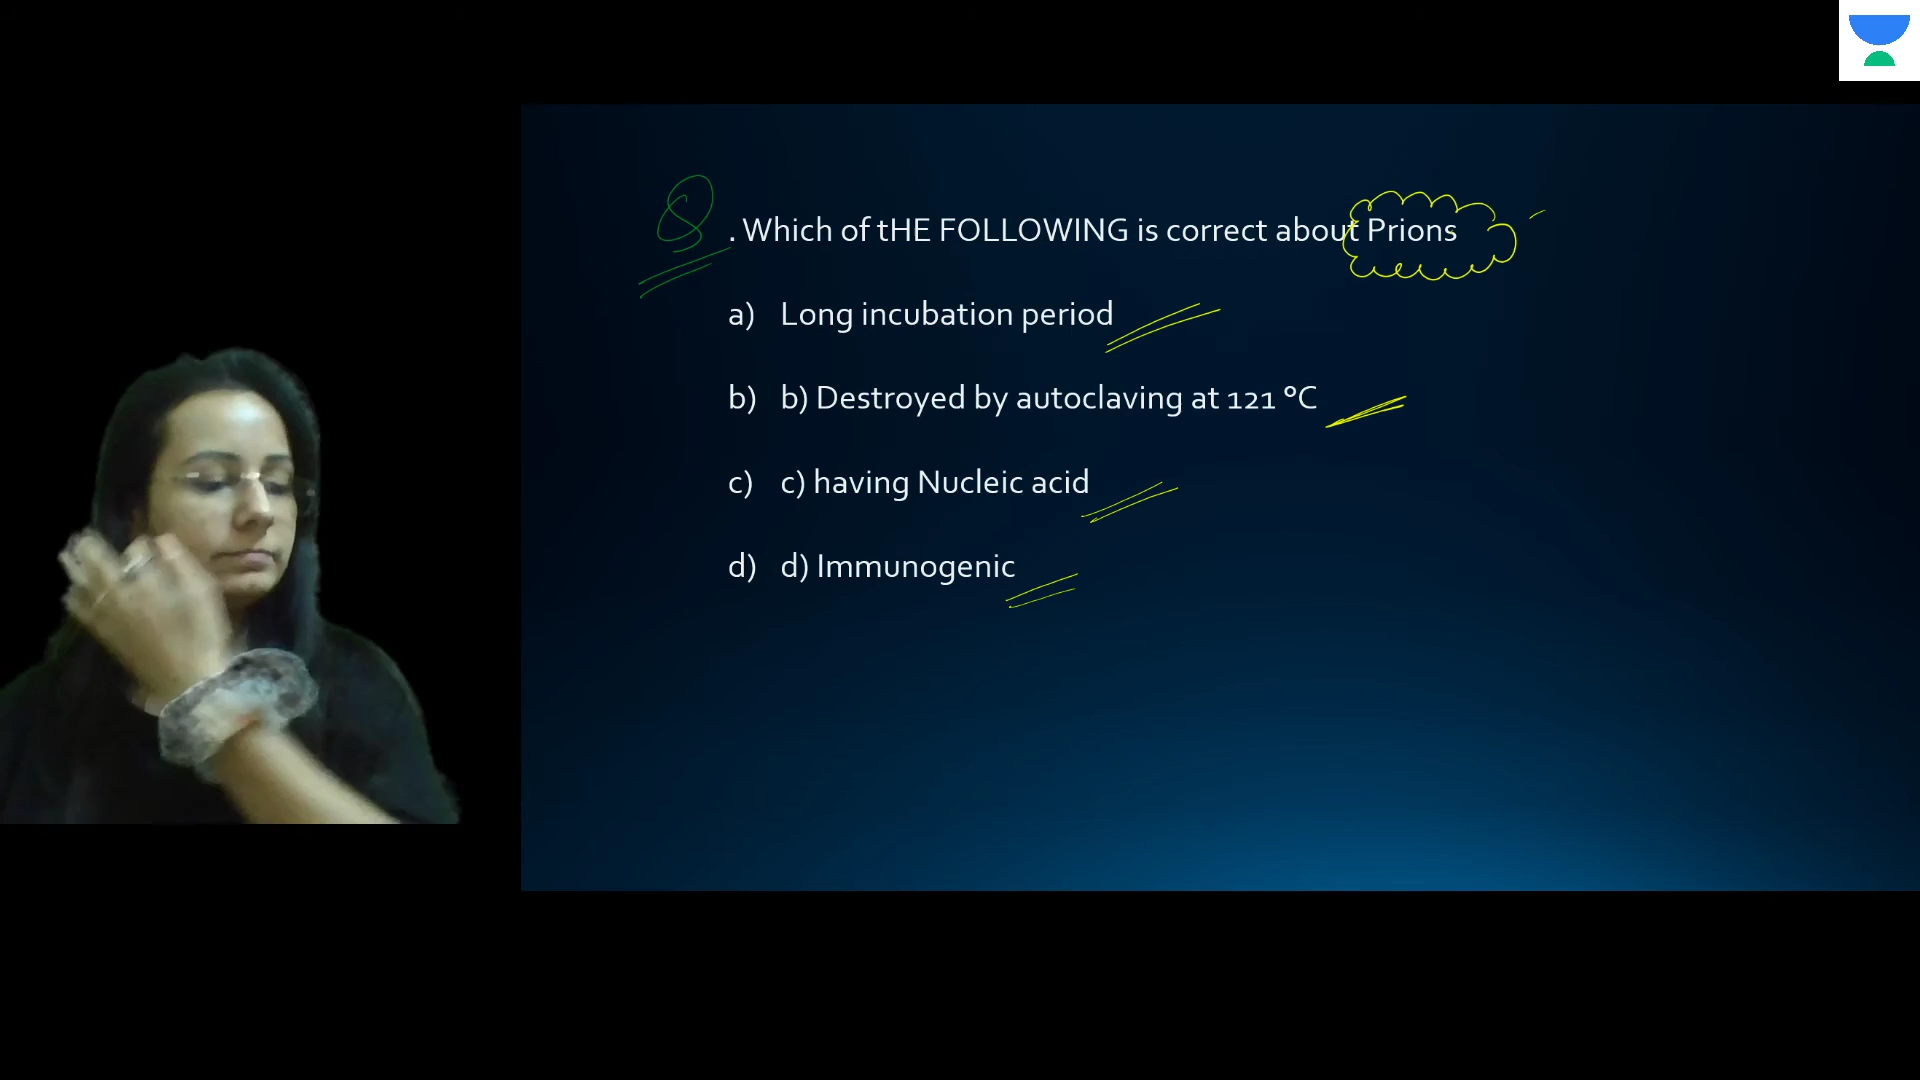 8
. Which of tHE FOLLOWING is correct about Prions
a) Long incubation period
b) b) Destroyed by autoclaving at 121 °C
c) c) having Nucleic acid
d) d) Immunogenic